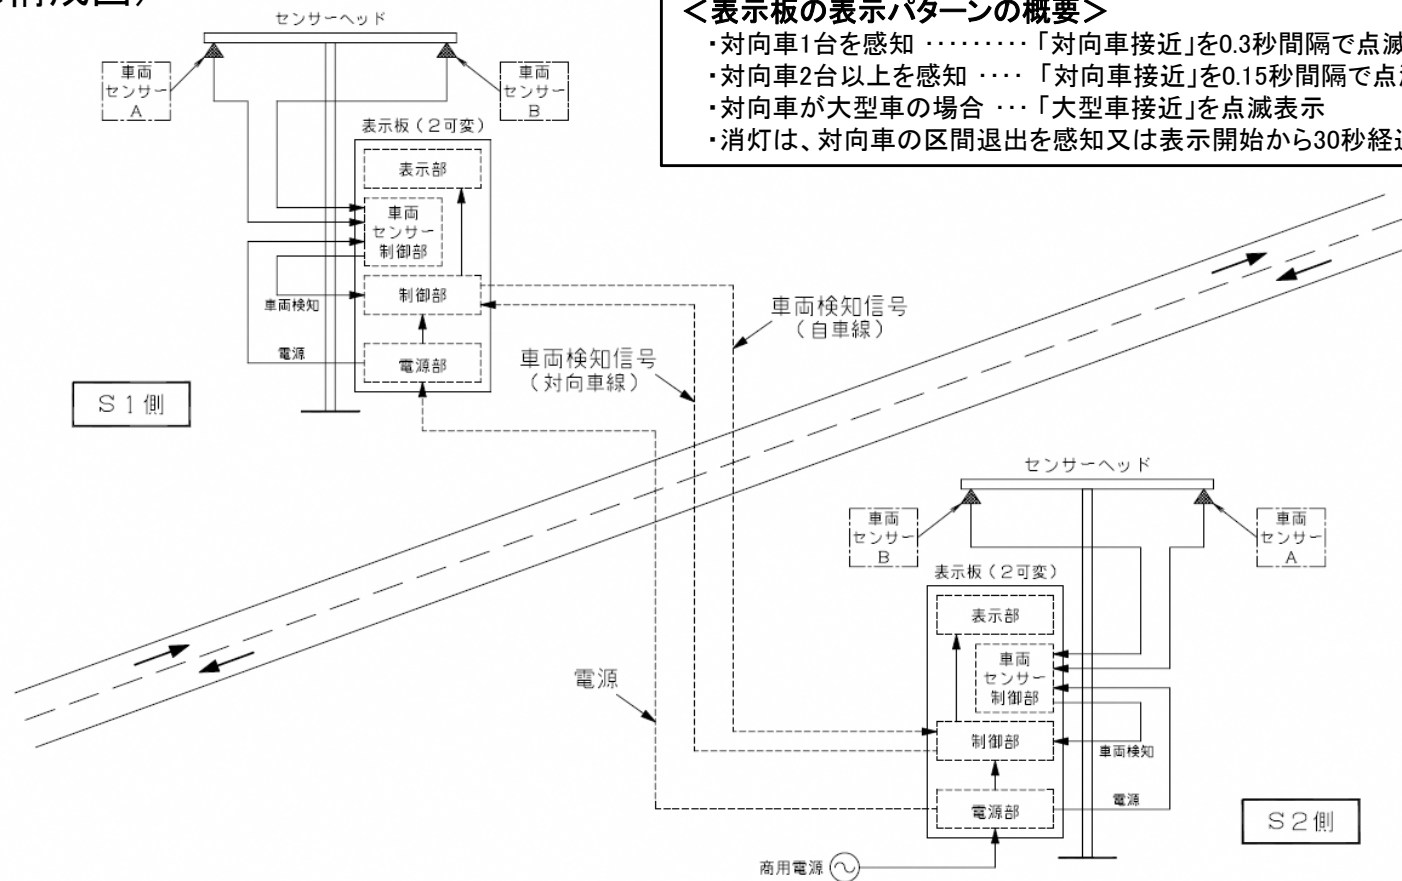 構成図)
＜表示板の表示パターンの概要＞
・対向車1台を感知 ･････････ 「対向車接近」を0.3秒間隔で点滅
・対向車2台以上を感知 ････ 「対向車接近」を0.15秒間隔で点
・対向車が大型車の場合 ･･･ 「大型車接近」を点滅表示
・消灯は、対向車の区間退出を感知又は表示開始から30秒経
センサーヘッド
車両
センサー
A
車両
センサー
B
表示板（２可変）
表示部
車両
センサー
制御部
制御部
車両検知
電源
電源部
S１側
車両検知信号
（自車線）
車両検知信号
（対向車線）
電源
センサーヘッド
車両
センサー
B
車両
センサー
A
表示板（２可変）
表示部
車両
センサー
制御部
制御部
車両検知
電源部
電源
S２側
商用電源